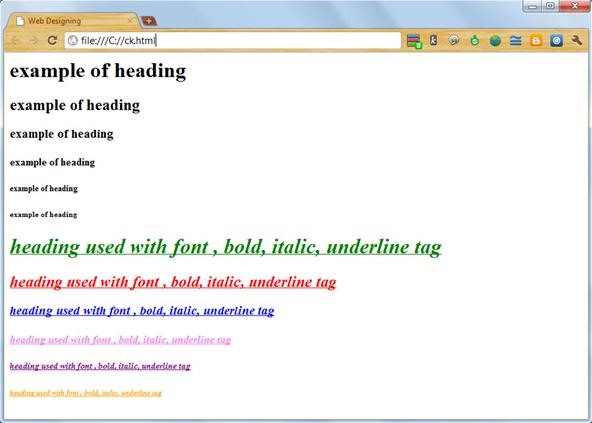 Web Designing
file:///C://ck.html
example of heading
example of heading
example of heading
example of heading
example of heading
example of heading
heading used with font , bold, italic, underline tag
heading used with font , bold, italic, underline tag
heading used with font , bold, italic, underline tag
heading used with font , bold, italic, underline tag
heading used with font , bold, italic, underline tag
heading used with font , bold, italic, underline tag